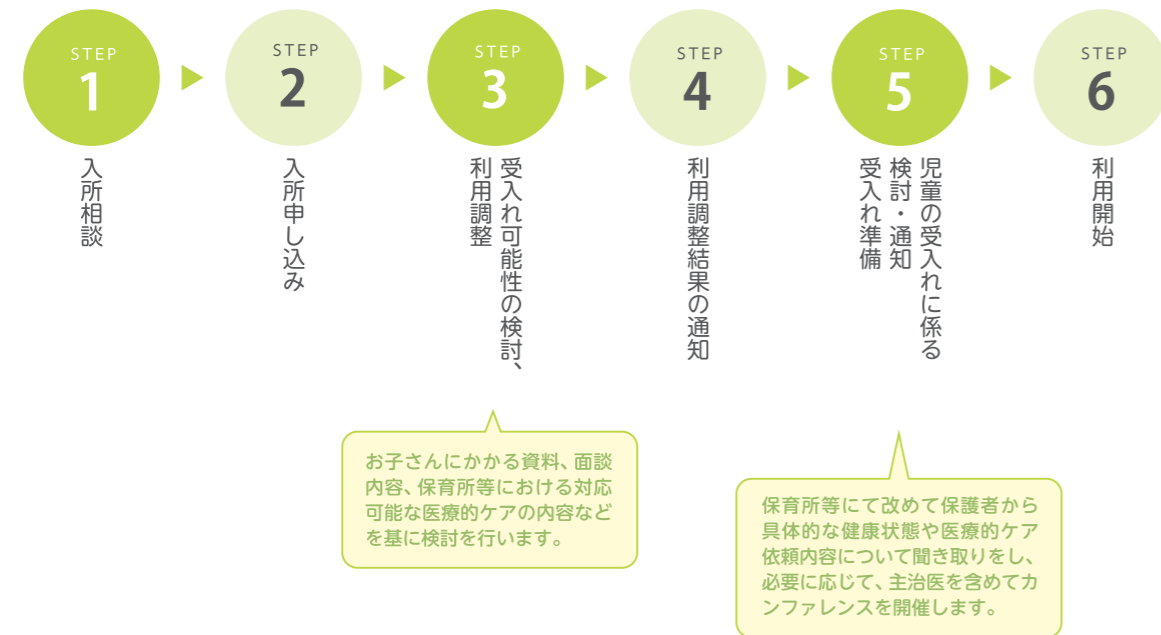 STEP
1
入所相談
STEP
2
入所申し込み
STEP
3
受入れ可能性の検討、
利用調整
お子さんにかかる資料、面談
内容、保育所等における対応
可能な医療的ケアの内容など
を基に検討を行います。
STEP
4
利用調整結果の通知
STEP
5
児童の受入れに係る
検討・通知
受入れ準備
保育所等にて改めて保護者から
具体的な健康状態や医療的ケア
依頼内容について聞き取りをし、
必要に応じて、主治医を含めてカ
ンファレンスを開催します。
STEP
6
利用開始